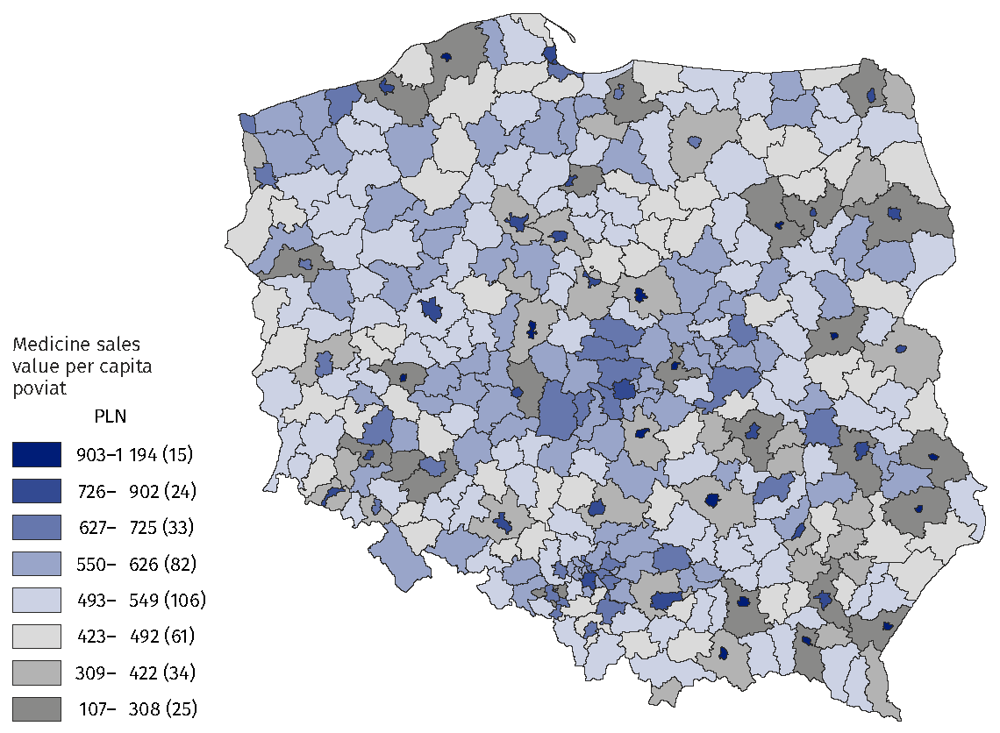 Medicine sales
value per capita
poviat
PLN
903–1 194 (15)
726– 902 (24)
627– 725 (33)
550– 626 (82)
493– 549 (106)
423– 492 (61)
309– 422 (34)
107– 308 (25)